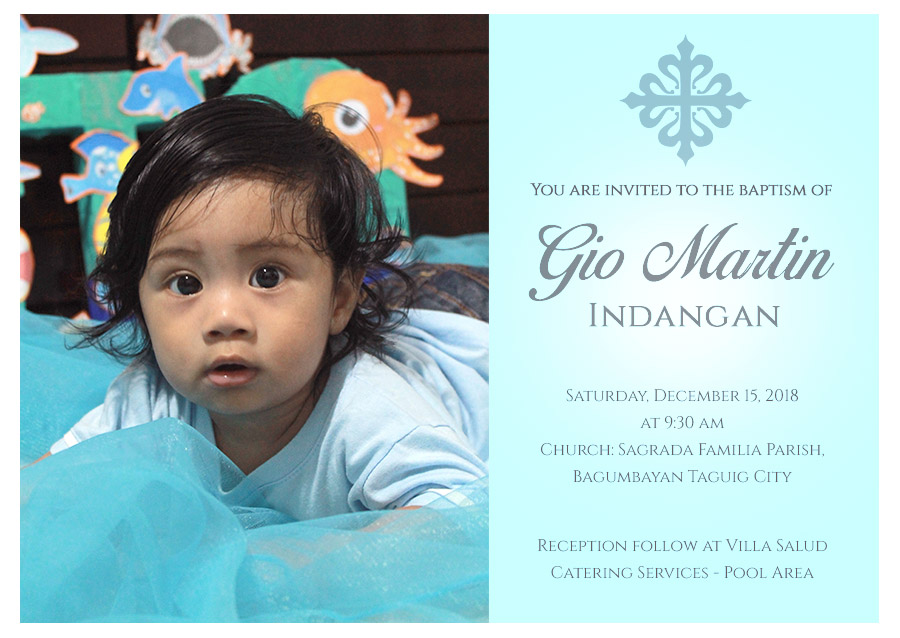 You are invited to the baptism of
Gio Martin
Indangan
Saturday, December 15, 2018
at 9:30 am
Church: Sagrada Familia Parish,
Bagumbayan Taguig City
Reception follow at Villa Salud
Catering Services - Pool Area